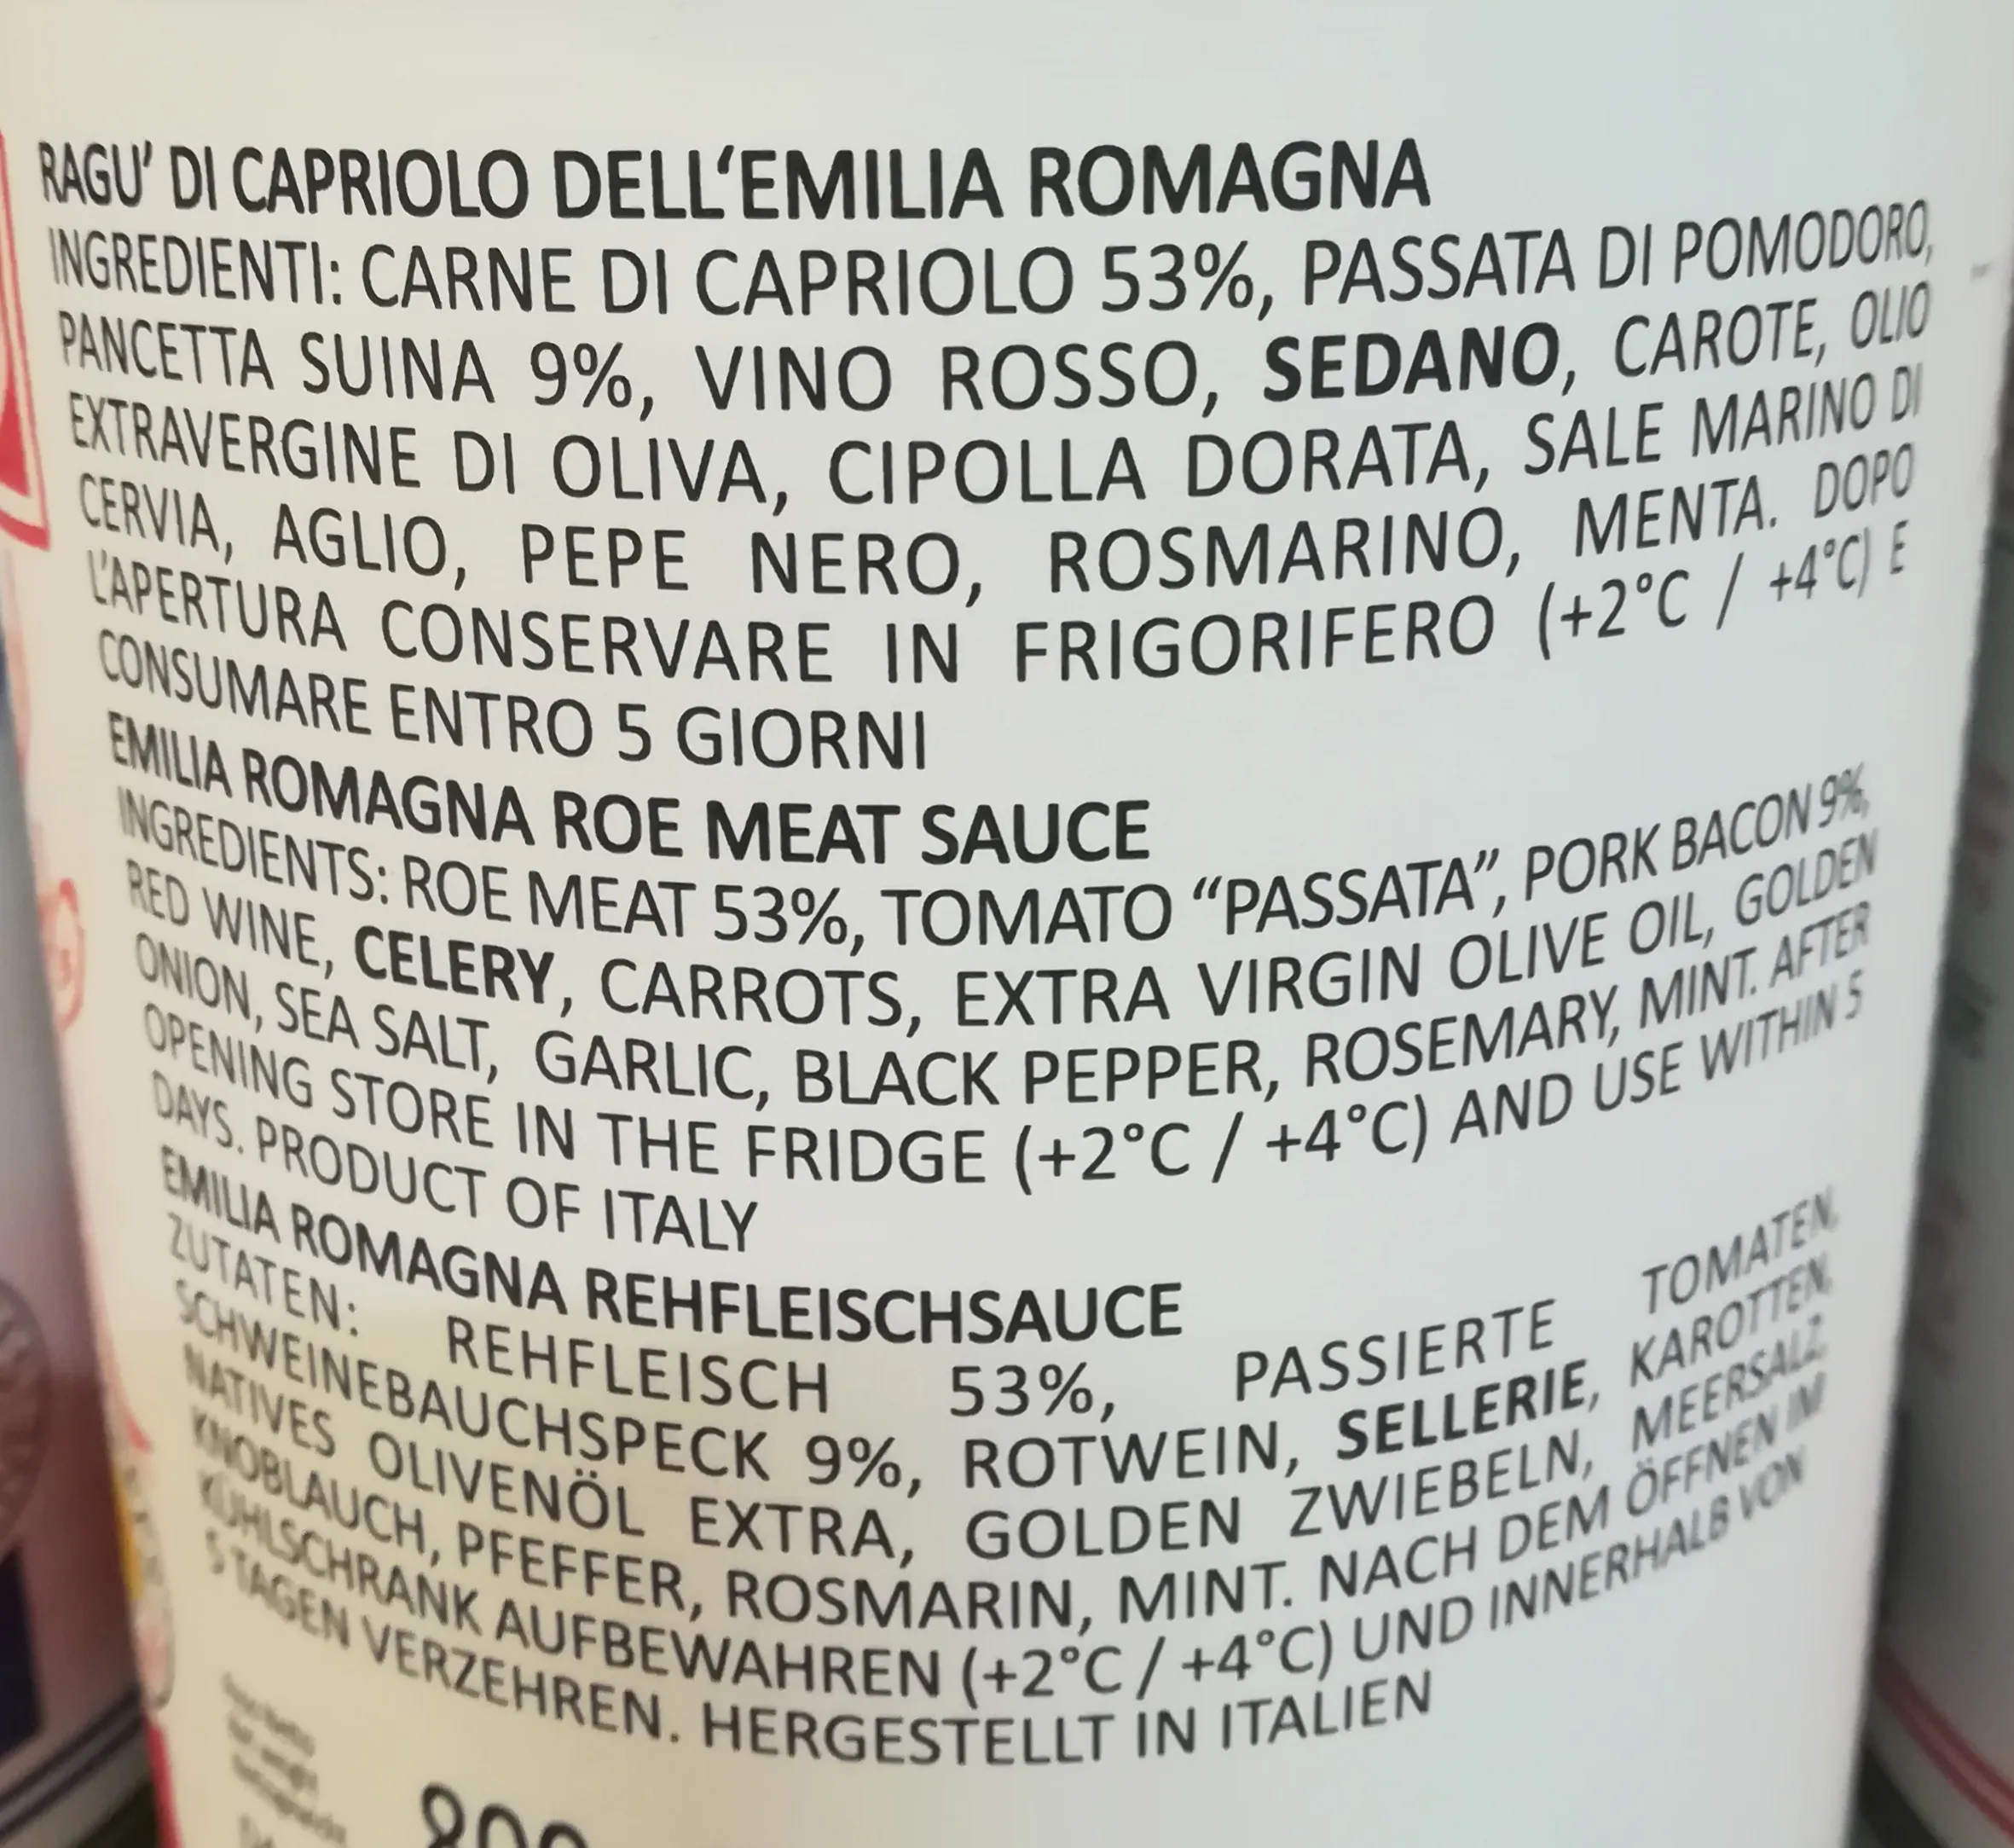 RAGU' DI CAPRIOLO DELL'EMILIA ROMAGNA
INGREDIENTI: CARNE DI CAPRIOLO 53%, PASSATA DI POMODORO,
PANCETTA SUINA 9%, VINO ROSSO, SEDANO, CAROTE, OLIO
EXTRAVERGINE DI OLIVA, CIPOLLA DORATA, SALE MARINO DI
CERVIA, AGLIO, PEPE NERO, ROSMARINO, MENTA. DOPO
L'APERTURA CONSERVARE IN FRIGORIFERO (+2°C / +4°C) E
CONSUMARE ENTRO 5 GIORNI
EMILIA ROMAGNA ROE MEAT SAUCE
INGREDIENTS: ROE MEAT 53%, TOMATO "PASSATA", PORK BACON 9%,
RED WINE, CELERY, CARROTS, EXTRA VIRGIN OLIVE OIL, GOLDEN
ONION, SEA SALT, GARLIC, BLACK PEPPER, ROSEMARY, MINT. AFTER
OPENING STORE IN THE FRIDGE (+2°C / +4°C) AND USE WITHIN 5
DAYS. PRODUCT OF ITALY
EMILIA ROMAGNA REHFLEISCHSAUCE
ZUTATEN: REHFLEISCH 53%, PASSIERTE TOMATEN,
SCHWEINEBAUCHSPECK 9%, ROTWEIN, SELLERIE, KAROTTEN,
NATIVES OLIVENÖL EXTRA, GOLDEN ZWIEBELN, MEERSALZ,
KNOBLAUCH, PFEFFER, ROSMARIN, MINT. NACH DEM ÖFFNEN IM
KÜHLSCHRANK AUFBEWAHREN (+2°C / +4°C) UND INNERHALB VON
5 TAGEN VERZEHREN. HERGESTELLT IN ITALIEN